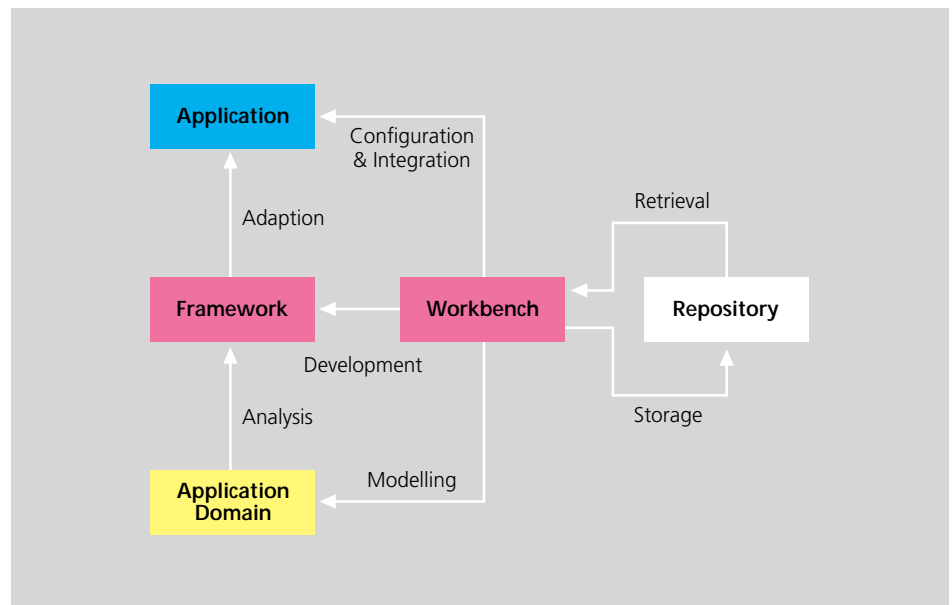 Application
Configuration
& Integration
Retrieval
Adaption
Framework
Workbench
Repository
Development
Analysis
Storage
Modelling
Application
Domain